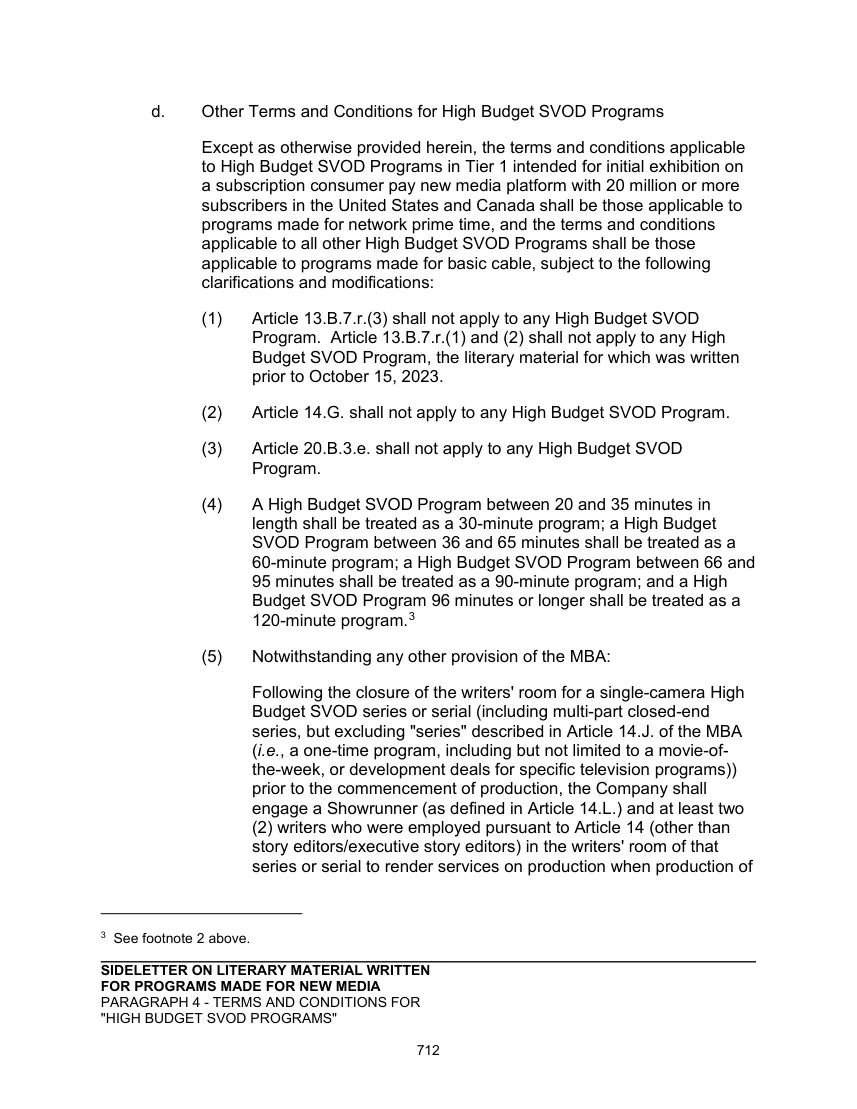 d. Other Terms and Conditions for High Budget SVOD Programs
Except as otherwise provided herein, the terms and conditions applicable
to High Budget SVOD Programs in Tier 1 intended for initial exhibition on
a subscription consumer pay new media platform with 20 million or more
subscribers in the United States and Canada shall be those applicable to
programs made for network prime time, and the terms and conditions
applicable to all other High Budget SVOD Programs shall be those
applicable to programs made for basic cable, subject to the following
clarifications and modifications:
(1) Article 13.B.7.r.(3) shall not apply to any High Budget SVOD
Program.  Article 13.B.7.r.(1) and (2) shall not apply to any High
Budget SVOD Program, the literary material for which was written
prior to October 15, 2023.
(2) Article 14.G. shall not apply to any High Budget SVOD Program.
(3) Article 20.B.3.e. shall not apply to any High Budget SVOD
Program.
(4) A High Budget SVOD Program between 20 and 35 minutes in
length shall be treated as a 30-minute program; a High Budget
SVOD Program between 36 and 65 minutes shall be treated as a
60-minute program; a High Budget SVOD Program between 66 and
95 minutes shall be treated as a 90-minute program; and a High
Budget SVOD Program 96 minutes or longer shall be treated as a
120-minute program.3
(5) Notwithstanding any other provision of the MBA:
Following the closure of the writers' room for a single-camera High
Budget SVOD series or serial (including multi-part closed-end
series, but excluding "series" described in Article 14.J. of the MBA
(i.e., a one-time program, including but not limited to a movie-of-
the-week, or development deals for specific television programs))
prior to the commencement of production, the Company shall
engage a Showrunner (as defined in Article 14.L.) and at least two
(2) writers who were employed pursuant to Article 14 (other than
story editors/executive story editors) in the writers' room of that
series or serial to render services on production when production of
3 See footnote 2 above.
SIDELETTER ON LITERARY MATERIAL WRITTEN
FOR PROGRAMS MADE FOR NEW MEDIA
PARAGRAPH 4 - TERMS AND CONDITIONS FOR
"HIGH BUDGET SVOD PROGRAMS"
712